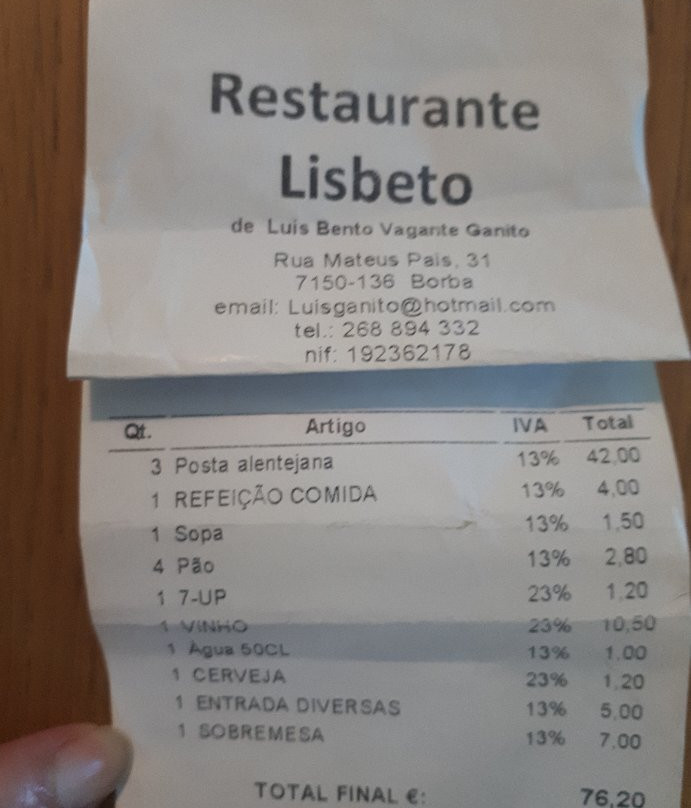 Restaurante
Lisbeto
de Luis Bento Vagante Ganito
Rua Mateus Pais, 31
7150-136 Borba
email: Luisganito@hotmail.com
tel.: 268 894 332
nif: 192362178
Qt. Artigo IVA Total
3 Posta alentejana 13% 42,00
1 REFEIÇÃO COMIDA 13% 4,00
1 Sopa 13% 1,50
4 Pão 13% 2,80
1 7-UP 23% 1,20
1 VINHO 23% 10,50
1 Água 50CL 13% 1,00
1 CERVEJA 23% 1,20
1 ENTRADA DIVERSAS 13% 5,00
1 SOBREMESA 13% 7,00
TOTAL FINAL €: 76,20